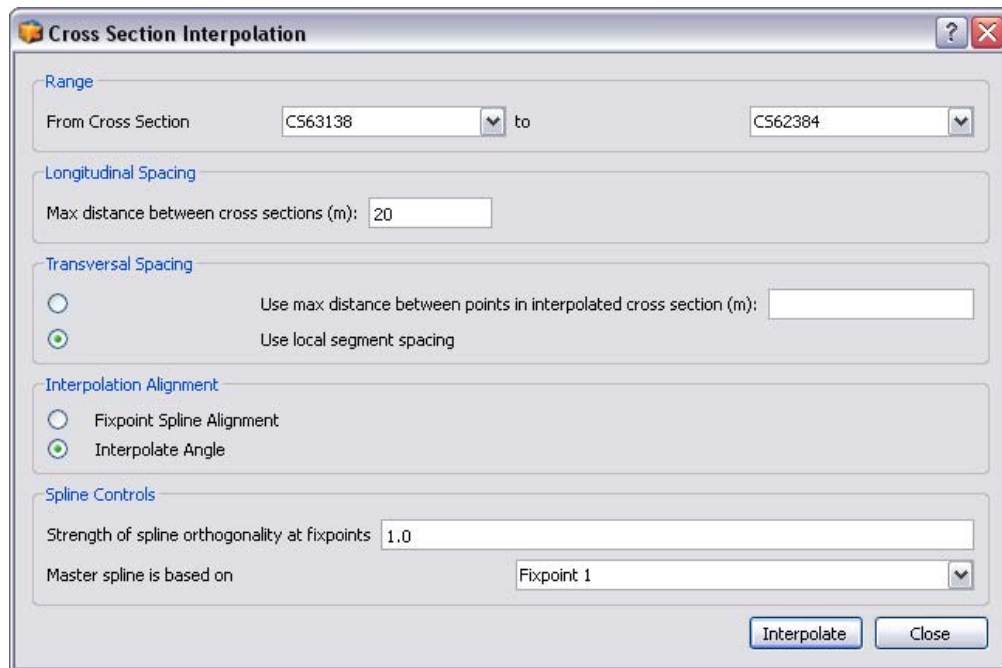 Cross Section Interpolation
Range
From Cross Section CS63138 to CS62384
Longitudinal Spacing
Max distance between cross sections (m): 20
Transversal Spacing
Use max distance between points in interpolated cross section (m):
Use local segment spacing
Interpolation Alignment
Fixpoint Spline Alignment
Interpolate Angle
Spline Controls
Strength of spline orthogonality at fixpoints 1.0
Master spline is based on Fixpoint 1
Interpolate Close